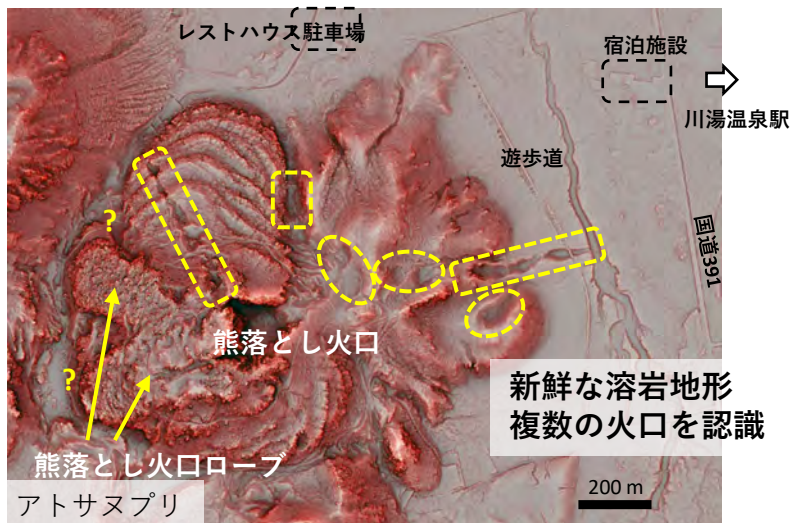 レストハウス駐車場
宿泊施設
川湯温泉駅
遊歩道
国道391
?
熊落とし火口
?
新鮮な溶岩地形
複数の火口を認識
熊落とし火口ローブ
200 m
アトサヌプリ